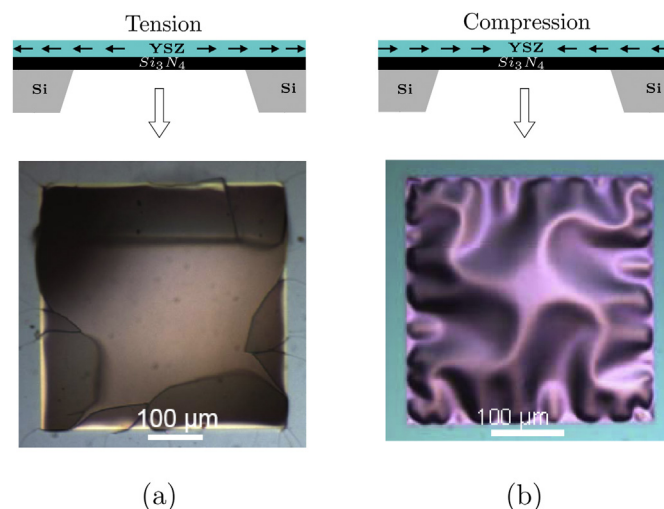 Tension
YSZ
Si₃N₄
Si
Si
100 µm
(a)
Compression
YSZ
Si₃N₄
Si
Si
100 µm
(b)